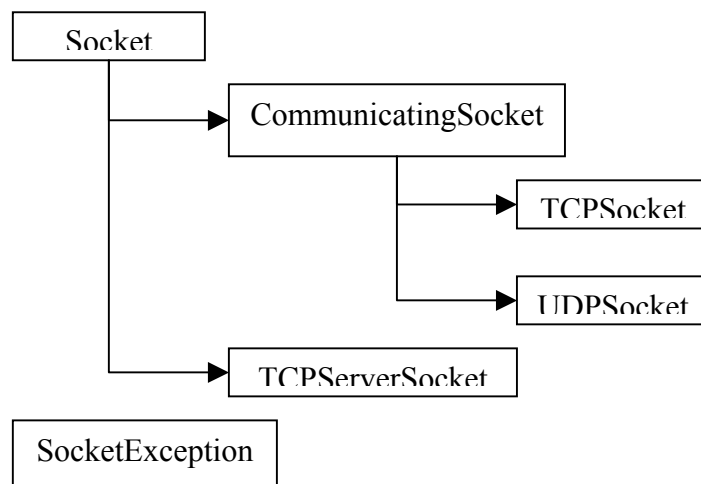 Socket
CommunicatingSocket
TCPSocket
UDPSocket
TCPServerSocket
SocketException